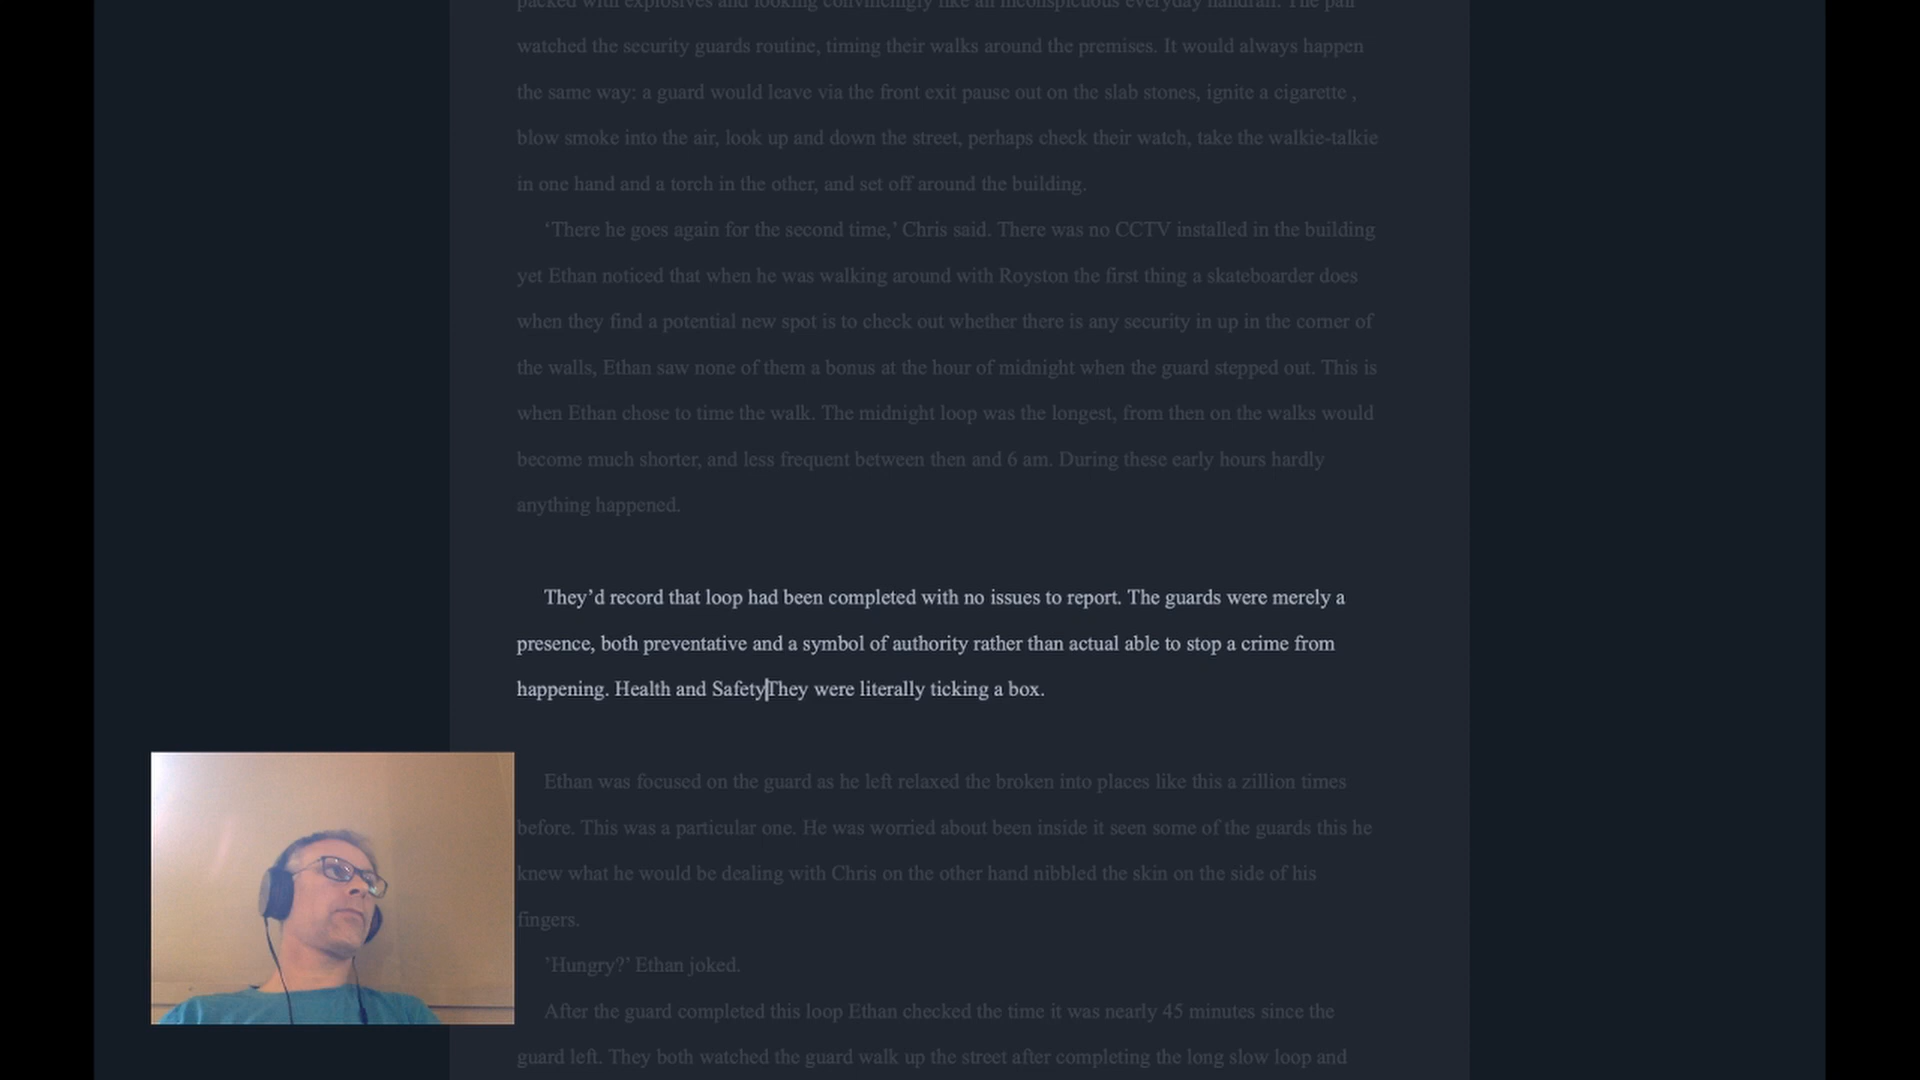 packed with explosives and looking convincingly like an inconspicuous everyday handrail. The pair
watched the security guards routine, timing their walks around the premises. It would always happen
the same way: a guard would leave via the front exit pause out on the slab stones, ignite a cigarette ,
blow smoke into the air, look up and down the street, perhaps check their watch, take the walkie-talkie
in one hand and a torch in the other, and set off around the building.
‘There he goes again for the second time,’ Chris said. There was no CCTV installed in the building
yet Ethan noticed that when he was walking around with Royston the first thing a skateboarder does
when they find a potential new spot is to check out whether there is any security in up in the corner of
the walls, Ethan saw none of them a bonus at the hour of midnight when the guard stepped out. This is
when Ethan chose to time the walk. The midnight loop was the longest, from then on the walks would
become much shorter, and less frequent between then and 6 am. During these early hours hardly
anything happened.
They’d record that loop had been completed with no issues to report. The guards were merely a
presence, both preventative and a symbol of authority rather than actual able to stop a crime from
happening. Health and SafetyThey were literally ticking a box.
Ethan was focused on the guard as he left relaxed the broken into places like this a zillion times
before. This was a particular one. He was worried about been inside it seen some of the guards this he
knew what he would be dealing with Chris on the other hand nibbled the skin on the side of his
fingers.
’Hungry?’ Ethan joked.
After the guard completed this loop Ethan checked the time it was nearly 45 minutes since the
guard left. They both watched the guard walk up the street after completing the long slow loop and